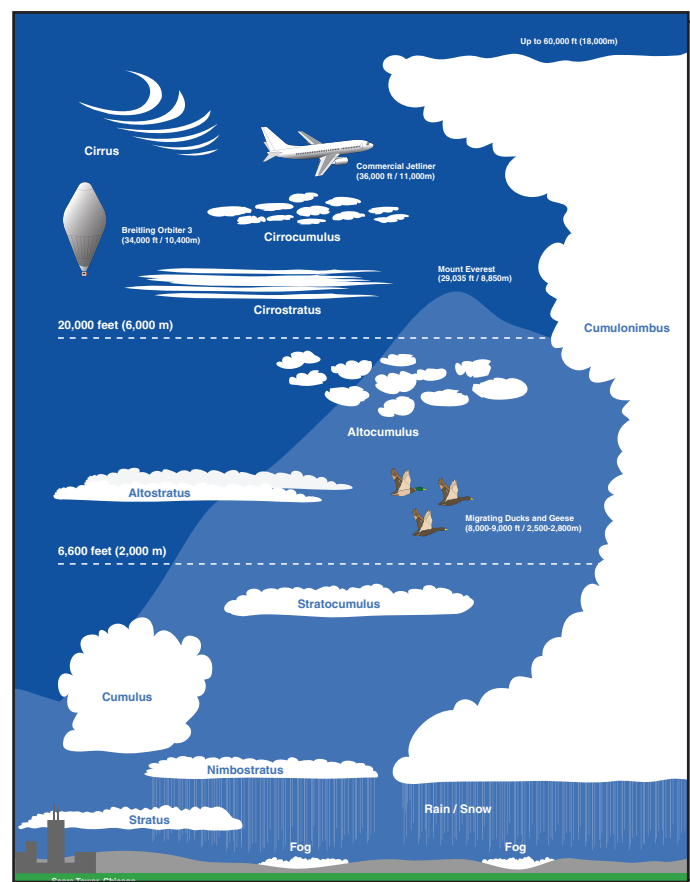 Up to 60,000 ft (18,000m)
Cirrus
Commercial Jetliner
(36,000 ft / 11,000m)
Breitling Orbiter 3
(34,000 ft / 10,400m)
Cirrocumulus
Mount Everest
(29,035 ft / 8,850m)
Cirrostratus
20,000 feet (6,000 m)
Cumulonimbus
Altocumulus
Altostratus
Migrating Ducks and Geese
(8,000-9,000 ft / 2,500-2,800m)
6,600 feet (2,000 m)
Stratocumulus
Cumulus
Nimbostratus
Rain / Snow
Stratus
Fog
Fog
Sears Tower, Chicago